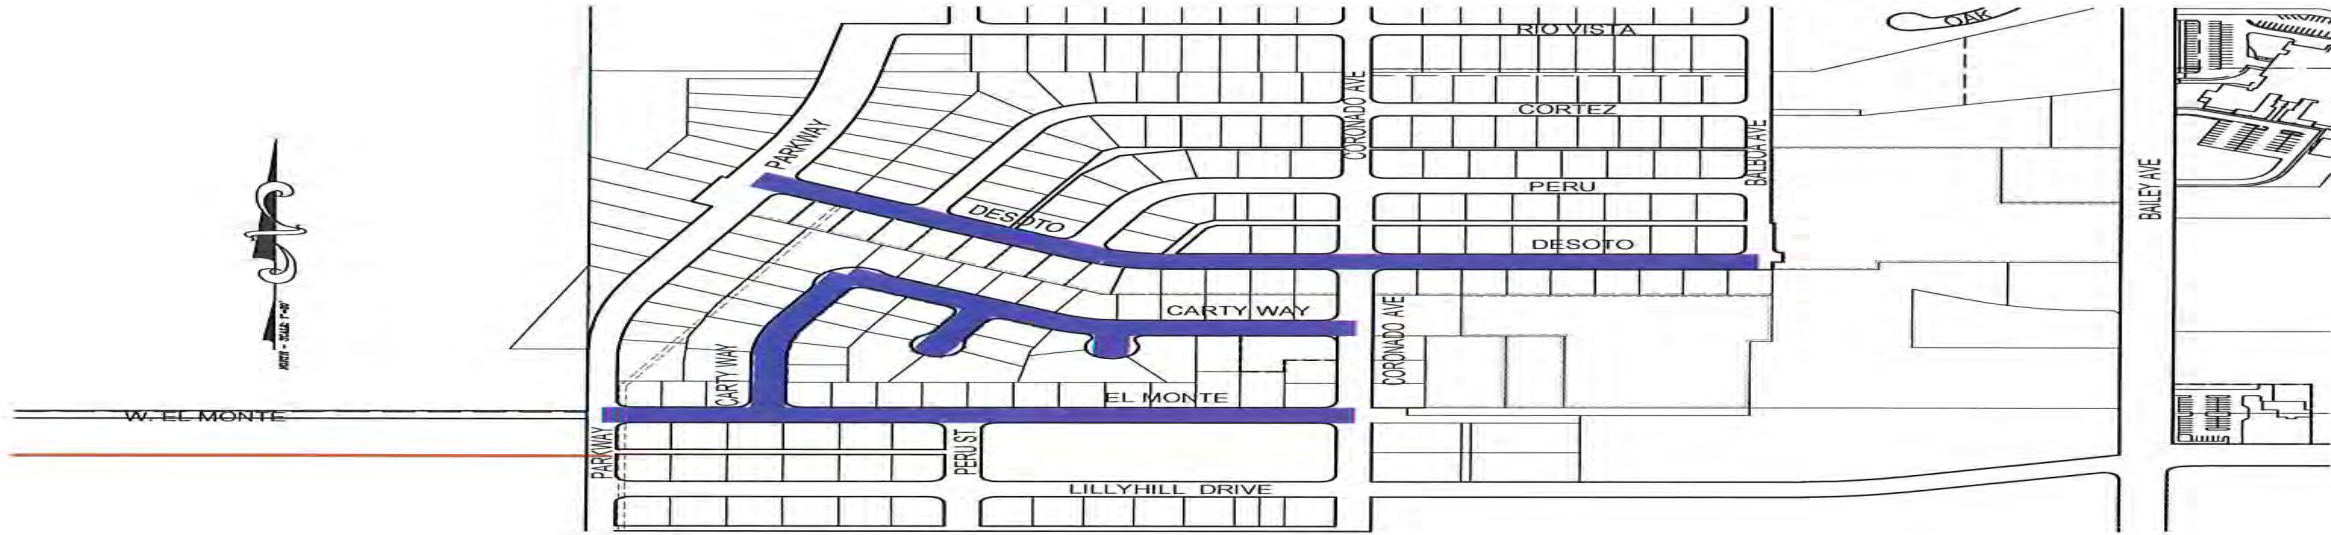 OAK
RIO VISTA
CORONADO AVE
CORTEZ
PARKWAY
BALBOA AVE
BAILEY AVE
PERU
DESOTO
DESOTO
CARTY WAY
CORONADO AVE
CARTY WAY
EL MONTE
W. EL MONTE
PARKWAY
PERU ST
LILLYHILL DRIVE